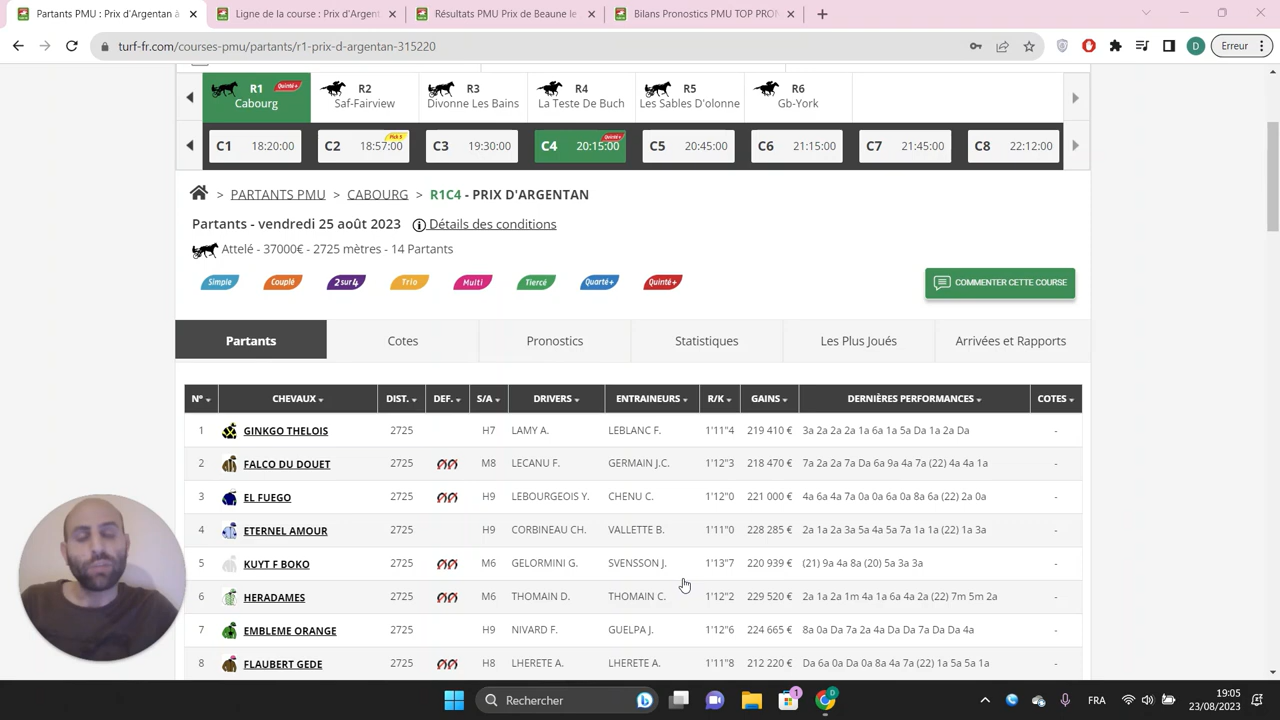 Partants PMU : Prix d'Argentan à
Ligne de la course : Prix d'Argent
Résultats PMU Prix de Beaune le
Bilans Pronostics PMU TOP PRO
turf-fr.com/courses-pmu/partants/r1-prix-d-argentan-315220
D
Erreur
R1 Quinté+
Cabourg
R2
Saf-Fairview
R3
Divonne Les Bains
R4
La Teste De Buch
R5
Les Sables D'olonne
R6
Gb-York
C1 18:20:00
C2 18:57:00 Pick 5
C3 19:30:00
C4 20:15:00 Quinté+
C5 20:45:00
C6 21:15:00
C7 21:45:00
C8 22:12:00
> PARTANTS PMU > CABOURG > R1C4 - PRIX D'ARGENTAN
Partants - vendredi 25 août 2023 Détails des conditions
Attelé - 37000€ - 2725 mètres - 14 Partants
Simple Couplé 2 sur 4 Trio Multi Tiercé Quarté+ Quinté+
COMMENTER CETTE COURSE
Partants Cotes Pronostics Statistiques Les Plus Joués Arrivées et Rapports
N° CHEVAUX DIST. DEF. S/A DRIVERS ENTRAINEURS R/K GAINS DERNIÈRES PERFORMANCES COTES
1 GINKGO THELOIS 2725 H7 LAMY A. LEBLANC F. 1'11"4 219 410 € 3a 2a 2a 2a 1a 6a 1a 5a Da 1a 2a Da -
2 FALCO DU DOUET 2725 M8 LECANU F. GERMAIN J.C. 1'12"3 218 470 € 7a 2a 2a 7a Da 6a 9a 4a 7a (22) 4a 4a 1a -
3 EL FUEGO 2725 H9 LEBOURGEOIS Y. CHENU C. 1'12"0 221 000 € 4a 6a 4a 7a 0a 0a 6a 0a 8a 6a (22) 2a 0a -
4 ETERNEL AMOUR 2725 H9 CORBINEAU CH. VALLETTE B. 1'11"0 228 285 € 2a 1a 2a 3a 5a 4a 5a 7a 1a 1a (22) 1a 3a -
5 KUYT F BOKO 2725 M6 GELORMINI G. SVENSSON J. 1'13"7 220 939 € (21) 9a 4a 8a (20) 5a 3a 3a -
6 HERADAMES 2725 M6 THOMAIN D. THOMAIN C. 1'12"2 229 520 € 2a 1a 2a 1m 4a 1a 6a 4a 2a (22) 7m 5m 2a -
7 EMBLEME ORANGE 2725 H9 NIVARD F. GUELPA J. 1'12"6 224 665 € 8a 0a Da 7a 2a 4a Da Da 7a Da Da 4a -
8 FLAUBERT GEDE 2725 H8 LHERETE A. LHERETE A. 1'11"8 212 220 € Da 6a 0a Da 0a 8a 4a 7a (22) 1a 5a 5a 1a -
Rechercher
1
FRA
19:05
23/08/2023